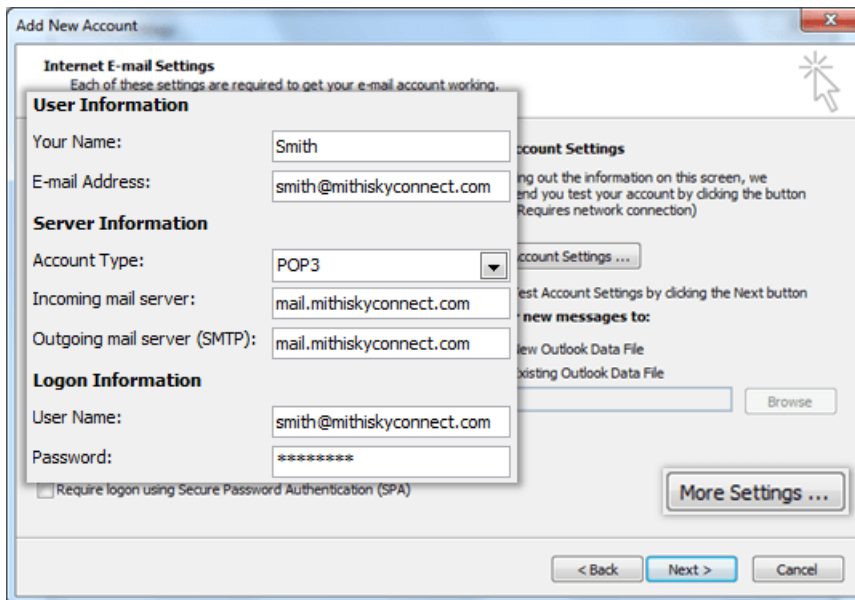 Add New Account
Internet E-mail Settings
Each of these settings are required to get your e-mail account working.
User Information
Your Name:
Smith
E-mail Address:
smith@mithiskyconnect.com
Server Information
Account Type:
POP3
Incoming mail server:
mail.mithiskyconnect.com
Outgoing mail server (SMTP):
mail.mithiskyconnect.com
Logon Information
User Name:
smith@mithiskyconnect.com
Password:
********
Require logon using Secure Password Authentication (SPA)
ccount Settings
ing out the information on this screen, we
end you test your account by clicking the button
Requires network connection)
ccount Settings ...
est Account Settings by clicking the Next button
new messages to:
New Outlook Data File
xisting Outlook Data File
Browse
More Settings ...
< Back
Next >
Cancel